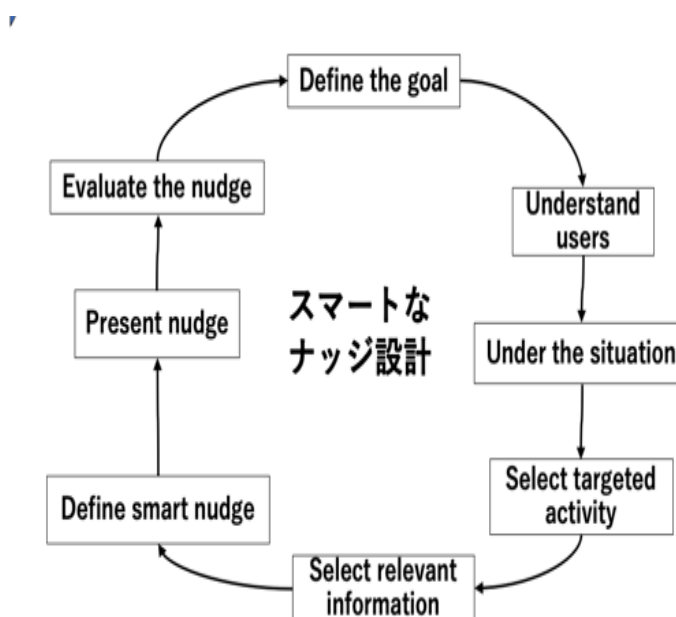 Define the goal
Understand
users
Under the situation
Select targeted
activity
Select relevant
information
Define smart nudge
Present nudge
Evaluate the nudge
スマートな
ナッジ設計